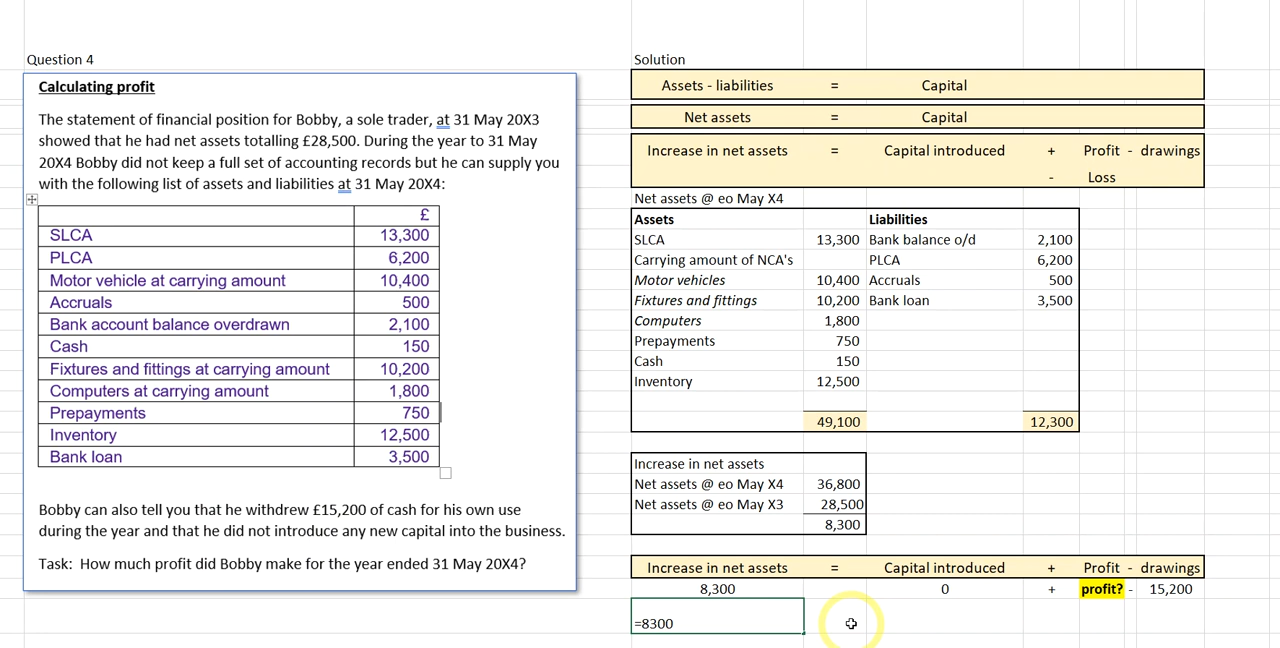 Question 4
Calculating profit
The statement of financial position for Bobby, a sole trader, at 31 May 20X3
showed that he had net assets totalling £28,500. During the year to 31 May
20X4 Bobby did not keep a full set of accounting records but he can supply you
with the following list of assets and liabilities at 31 May 20X4:
£
SLCA 13,300
PLCA 6,200
Motor vehicle at carrying amount 10,400
Accruals 500
Bank account balance overdrawn 2,100
Cash 150
Fixtures and fitting at carrying amount 10,200
Computers at carrying amount 1,800
Prepayments 750
Inventory 12,500
Bank loan 3,500
Bobby can also tell you that he withdrew £15,200 of cash for his own use
during the year and that he did not introduce any new capital into the business.
Task: How much profit did Bobby make for the year ended 31 May 20X4?
Solution
Assets - liabilities = Capital
Net assets = Capital
Increase in net assets = Capital introduced + Profit - drawings
- Loss
Net assets @ eo May X4
Assets Liabilities
SLCA 13,300 Bank balance o/d 2,100
Carrying amount of NCA's PLCA 6,200
Motor vehicles 10,400 Accruals 500
Fixtures and fittings 10,200 Bank loan 3,500
Computers 1,800
Prepayments 750
Cash 150
Inventory 12,500
49,100 12,300
Increase in net assets
Net assets @ eo May X4 36,800
Net assets @ eo May X3 28,500
8,300
Increase in net assets = Capital introduced + Profit - drawings
8,300 0 + profit? - 15,200
=8300